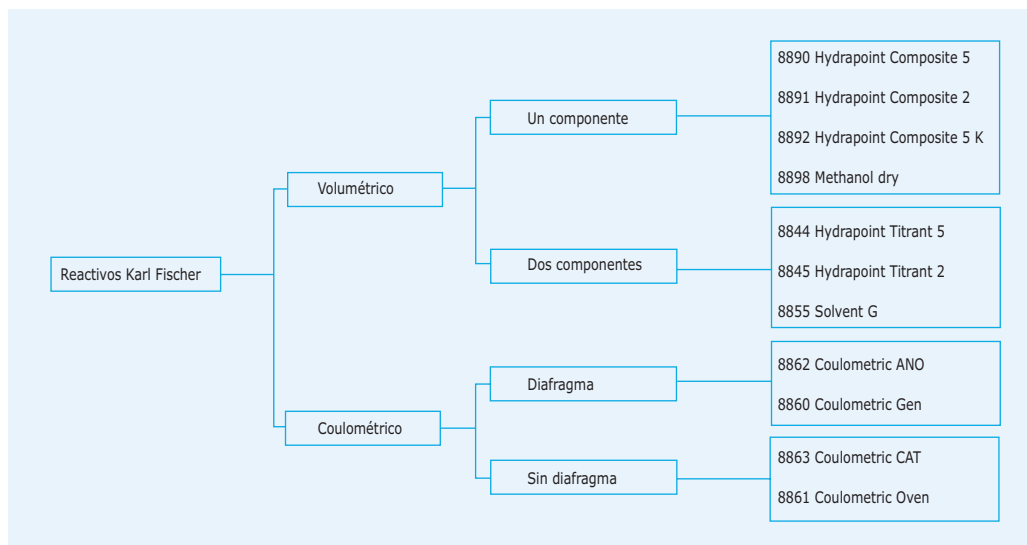 Reactivos Karl Fischer
Volumétrico
Un componente
8890 Hydrapoint Composite 5
8891 Hydrapoint Composite 2
8892 Hydrapoint Composite 5 K
8898 Methanol dry
Dos componentes
8844 Hydrapoint Titrant 5
8845 Hydrapoint Titrant 2
8855 Solvent G
Coulométrico
Diafragma
8862 Coulometric ANO
8860 Coulometric Gen
Sin diafragma
8863 Coulometric CAT
8861 Coulometric Oven